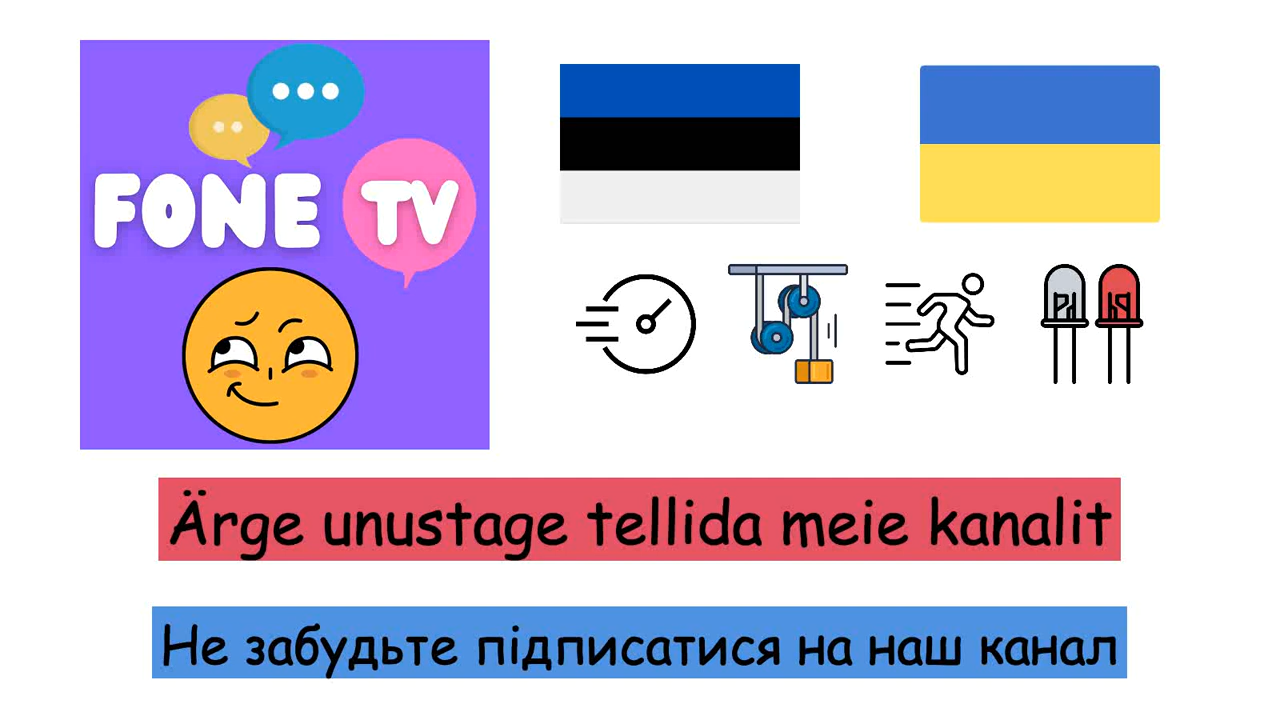 FONE TV
Ärge unustage tellida meie kanalit
Не забудьте підписатися на наш канал